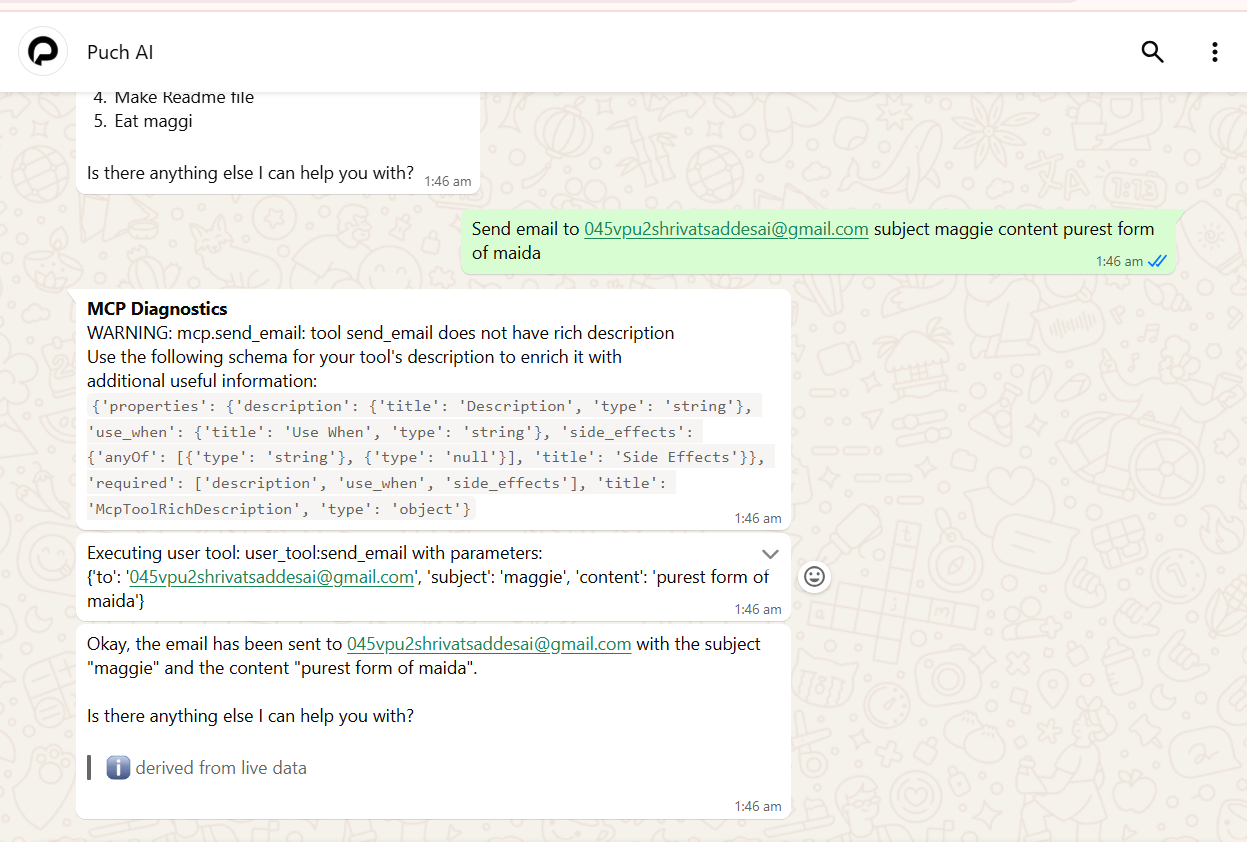 Puch AI
4. Make Readme file
5. Eat maggi
Is there anything else I can help you with?
1:46 am
Send email to 045vpu2shrivatsaddesai@gmail.com subject maggie content purest form
of maida
1:46 am
MCP Diagnostics
WARNING: mcp.send_email: tool send_email does not have rich description
Use the following schema for your tool's description to enrich it with
additional useful information:
{'properties': {'description': {'title': 'Description', 'type': 'string'},
'use_when': {'title': 'Use When', 'type': 'string'}, 'side_effects':
{'anyOf': [{'type': 'string'}, {'type': 'null'}], 'title': 'Side Effects'}},
'required': ['description', 'use_when', 'side_effects'], 'title':
'McpToolRichDescription', 'type': 'object'}
1:46 am
Executing user tool: user_tool:send_email with parameters:
{'to': '045vpu2shrivatsaddesai@gmail.com', 'subject': 'maggie', 'content': 'purest form of
maida'}
1:46 am
Okay, the email has been sent to 045vpu2shrivatsaddesai@gmail.com with the subject
"maggie" and the content "purest form of maida".
Is there anything else I can help you with?
derived from live data
1:46 am